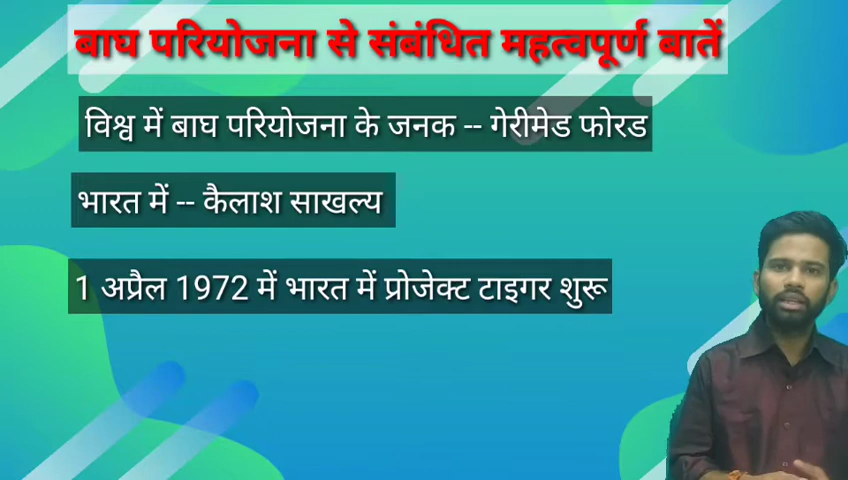 बाघ परियोजना से संबंधित महत्वपूर्ण बातें
विश्व में बाघ परियोजना के जनक -- गेरीमेड फोरड
भारत में -- कैलाश साखल्य
1 अप्रैल 1972 में भारत में प्रोजेक्ट टाइगर शुरू